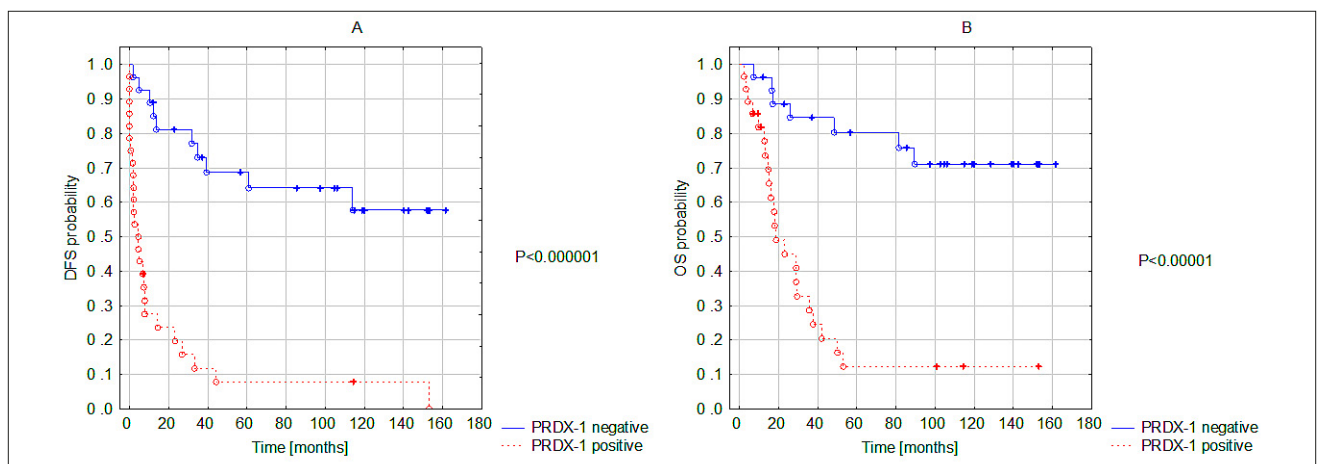 A
1 .0
0.9
0.8
0.7
0.6
0.5
0.4
0.3
0.2
0.1
0 .0
DFS probability
0 20 40 60 80 100 120 140 160 180
Time [months]
P<0.000001
PRDX-1 negative
PRDX-1 positive
B
1 .0
0.9
0.8
0.7
0.6
0.5
0.4
0.3
0.2
0.1
0 .0
OS probability
0 20 40 60 80 100 120 140 160 180
Time [months]
P<0.00001
PRDX-1 negative
PRDX-1 positive